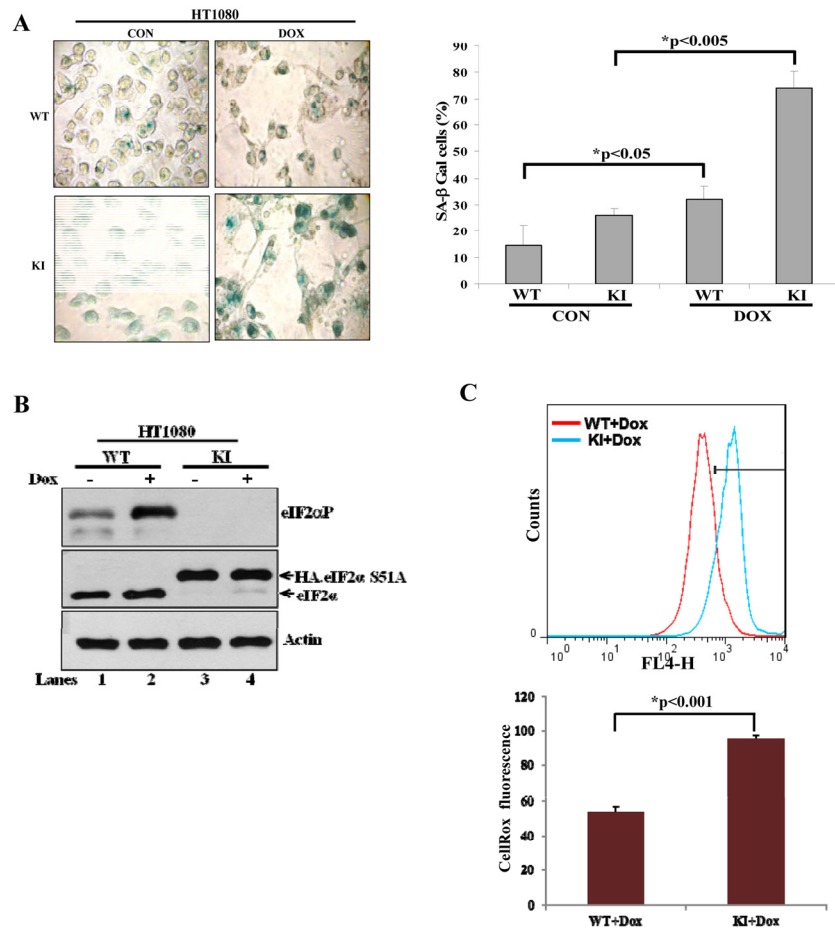 A
HT1080
CON
DOX
WT
KI
SA-β Gal cells (%)
90
80
70
60
50
40
30
20
10
0
*p<0.005
*p<0.05
WT
KI
WT
KI
CON
DOX
B
HT1080
WT
KI
Dox
-
+
-
+
eIF2αP
HA.eIF2α S51A
eIF2α
Actin
Lanes
1
2
3
4
C
WT+Dox
KI+Dox
Counts
0
10⁰
10¹
10²
10³
10⁴
FL4-H
*p<0.001
CellRox fluorescence
120
100
80
60
40
20
0
WT+Dox
KI+Dox